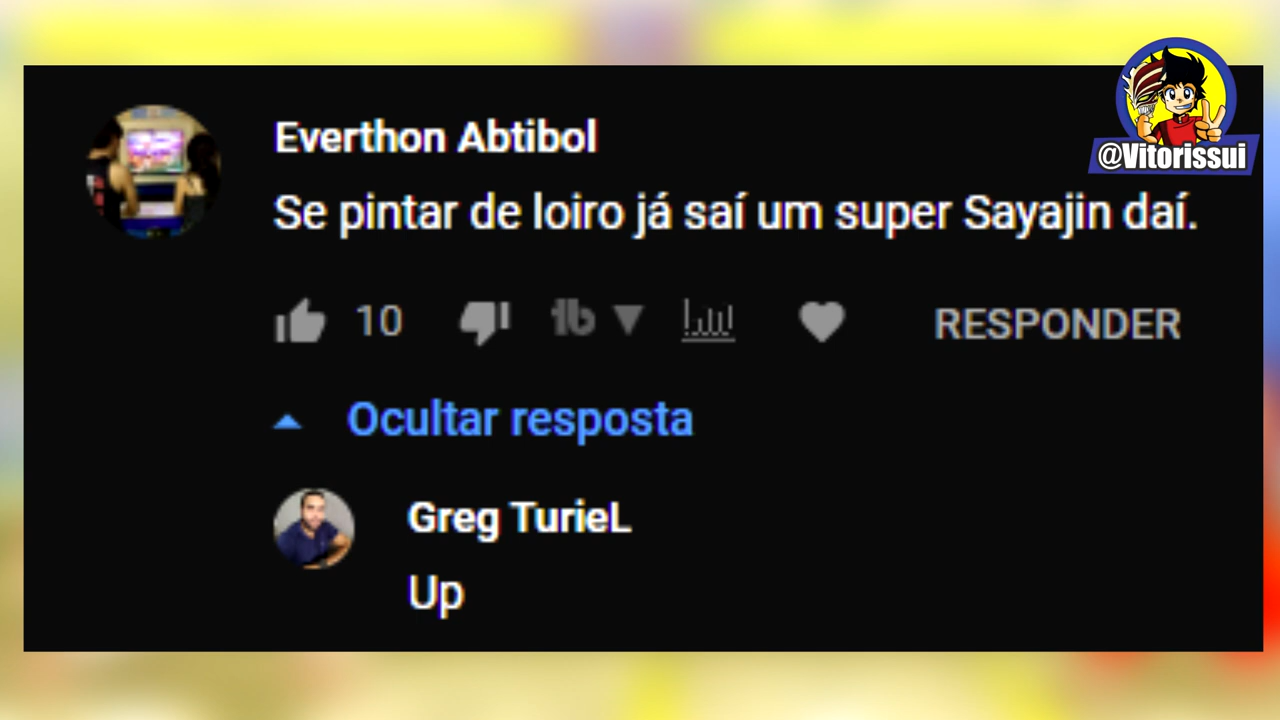 @Vitorissui
Everthon Abtibol
Se pintar de loiro já saí um super Sayajin daí.
10
tb
RESPONDER
Ocultar resposta
Greg TurieL
Up